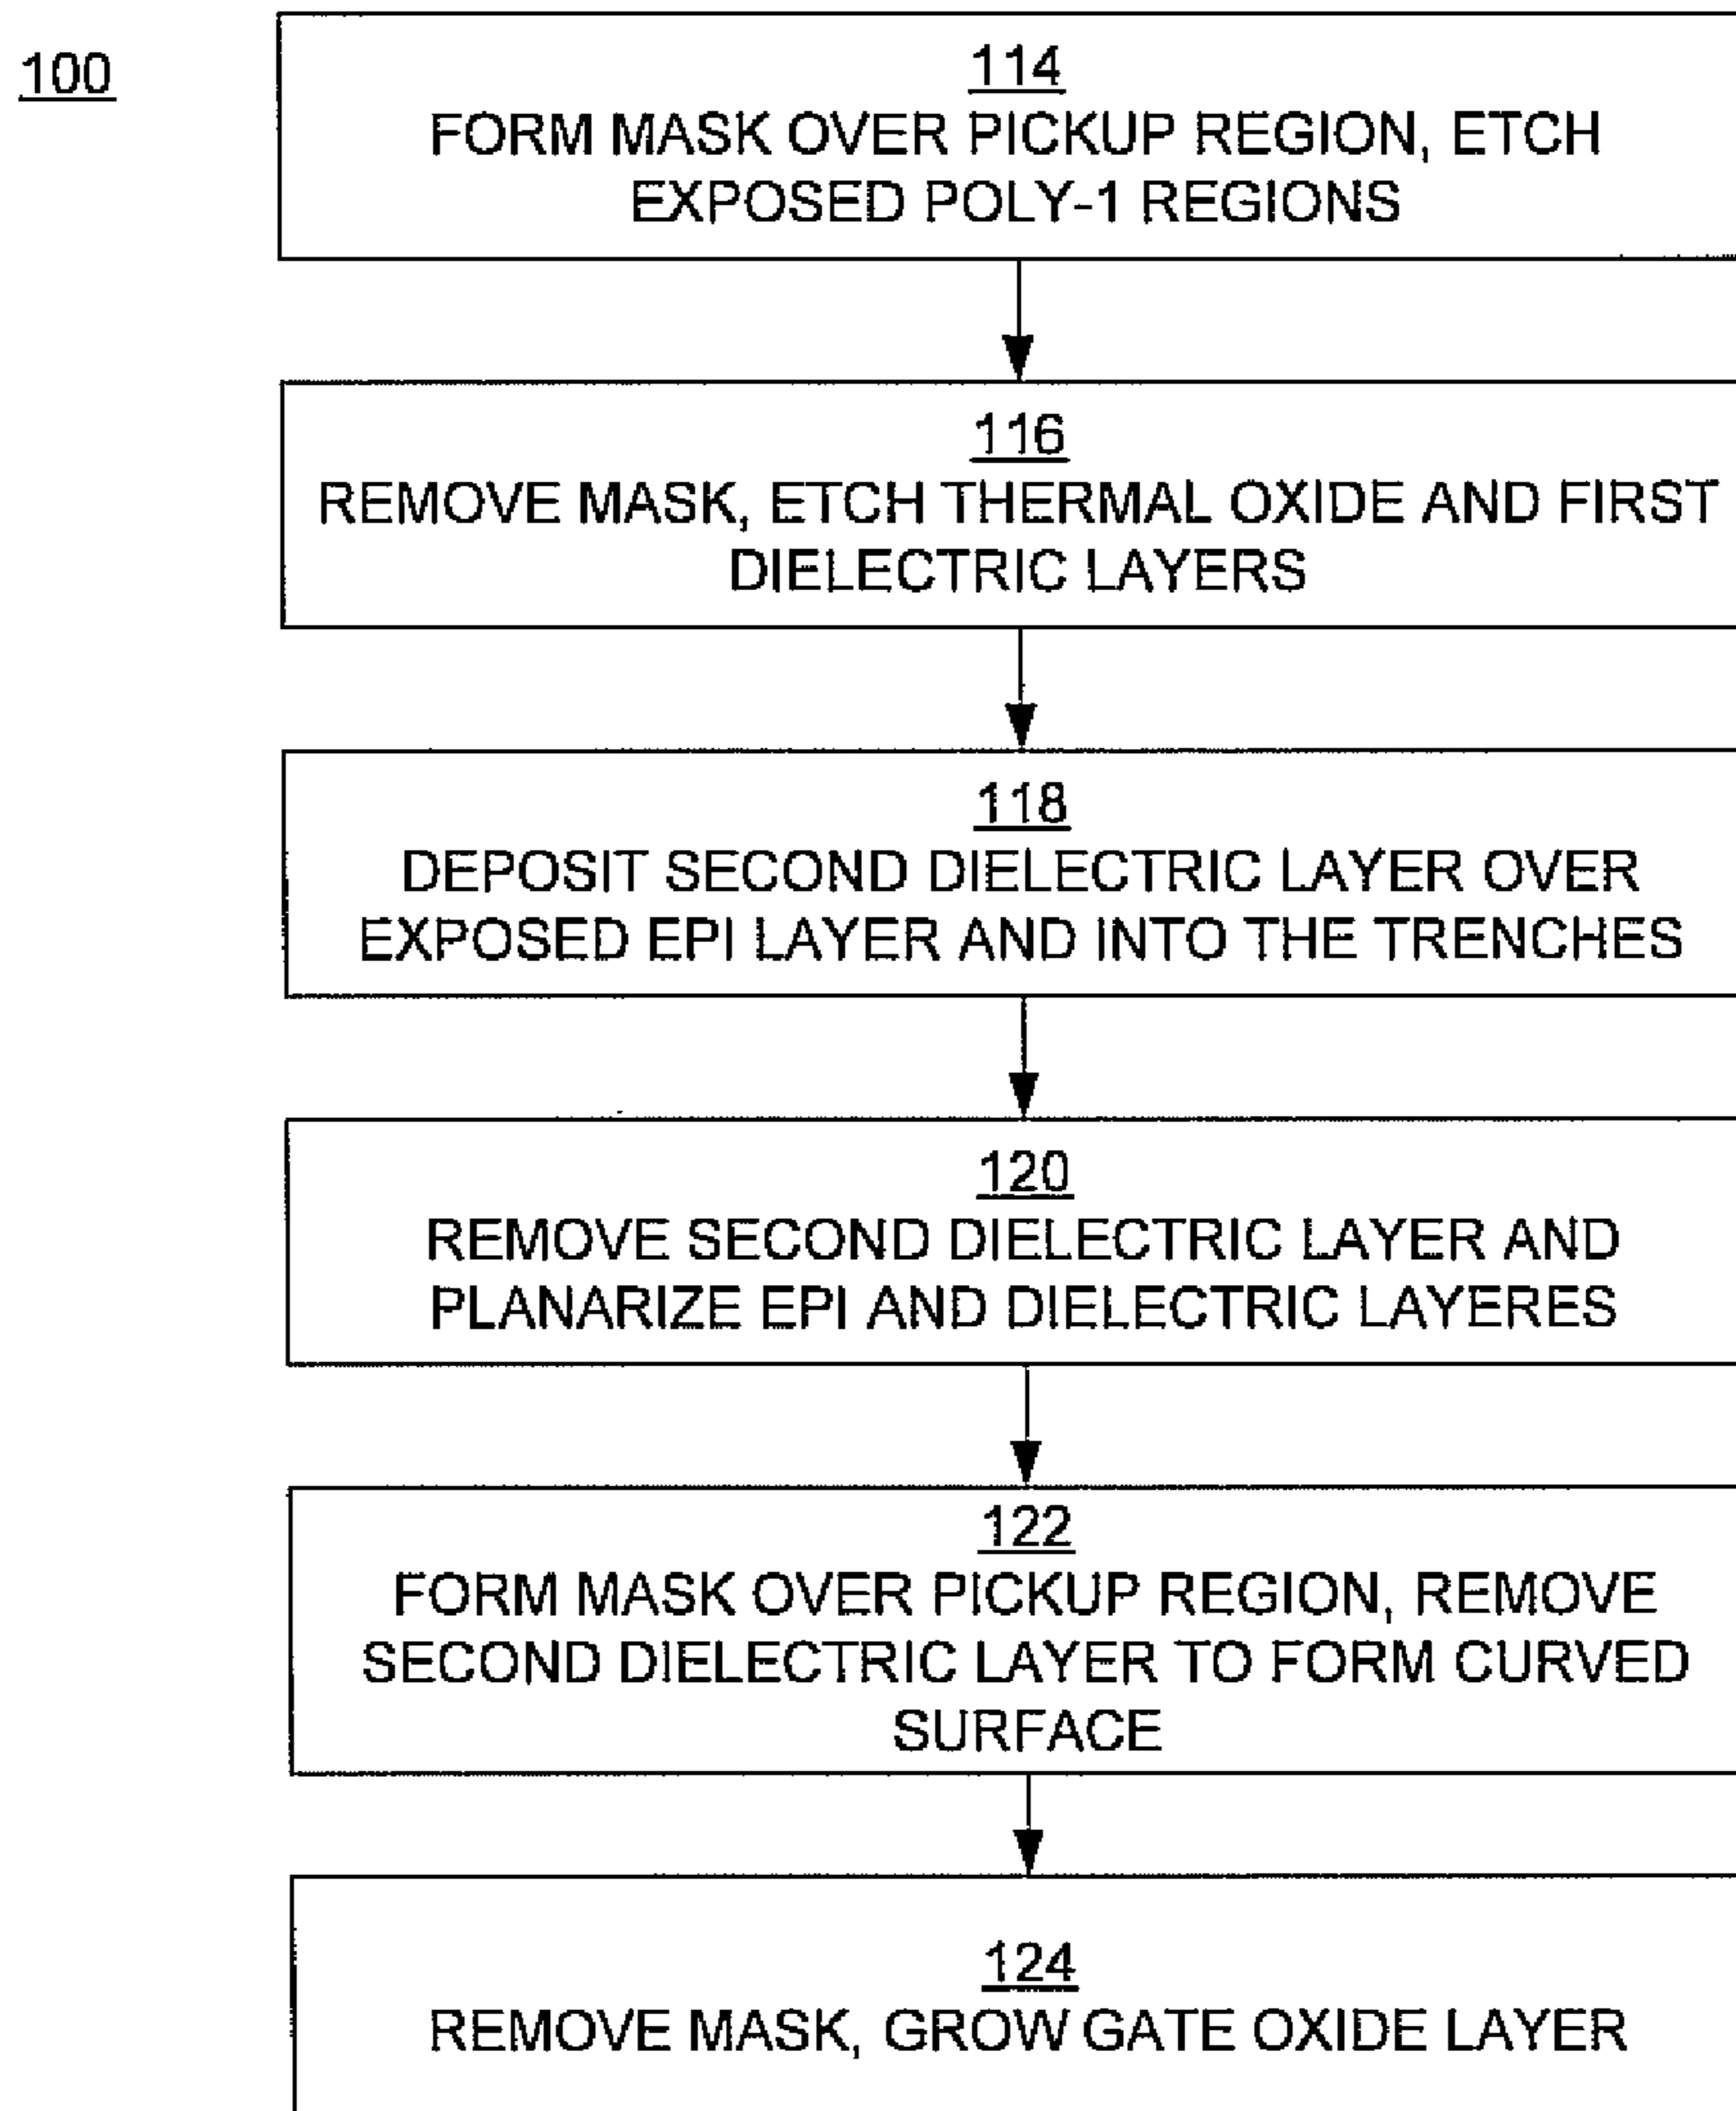 100
114
FORM MASK OVER PICKUP REGION, ETCH
EXPOSED POLY-1 REGIONS
116
REMOVE MASK, ETCH THERMAL OXIDE AND FIRST
DIELECTRIC LAYERS
118
DEPOSIT SECOND DIELECTRIC LAYER OVER
EXPOSED EPI LAYER AND INTO THE TRENCHES
120
REMOVE SECOND DIELECTRIC LAYER AND
PLANARIZE EPI AND DIELECTRIC LAYERES
122
FORM MASK OVER PICKUP REGION, REMOVE
SECOND DIELECTRIC LAYER TO FORM CURVED
SURFACE
124
REMOVE MASK, GROW GATE OXIDE LAYER